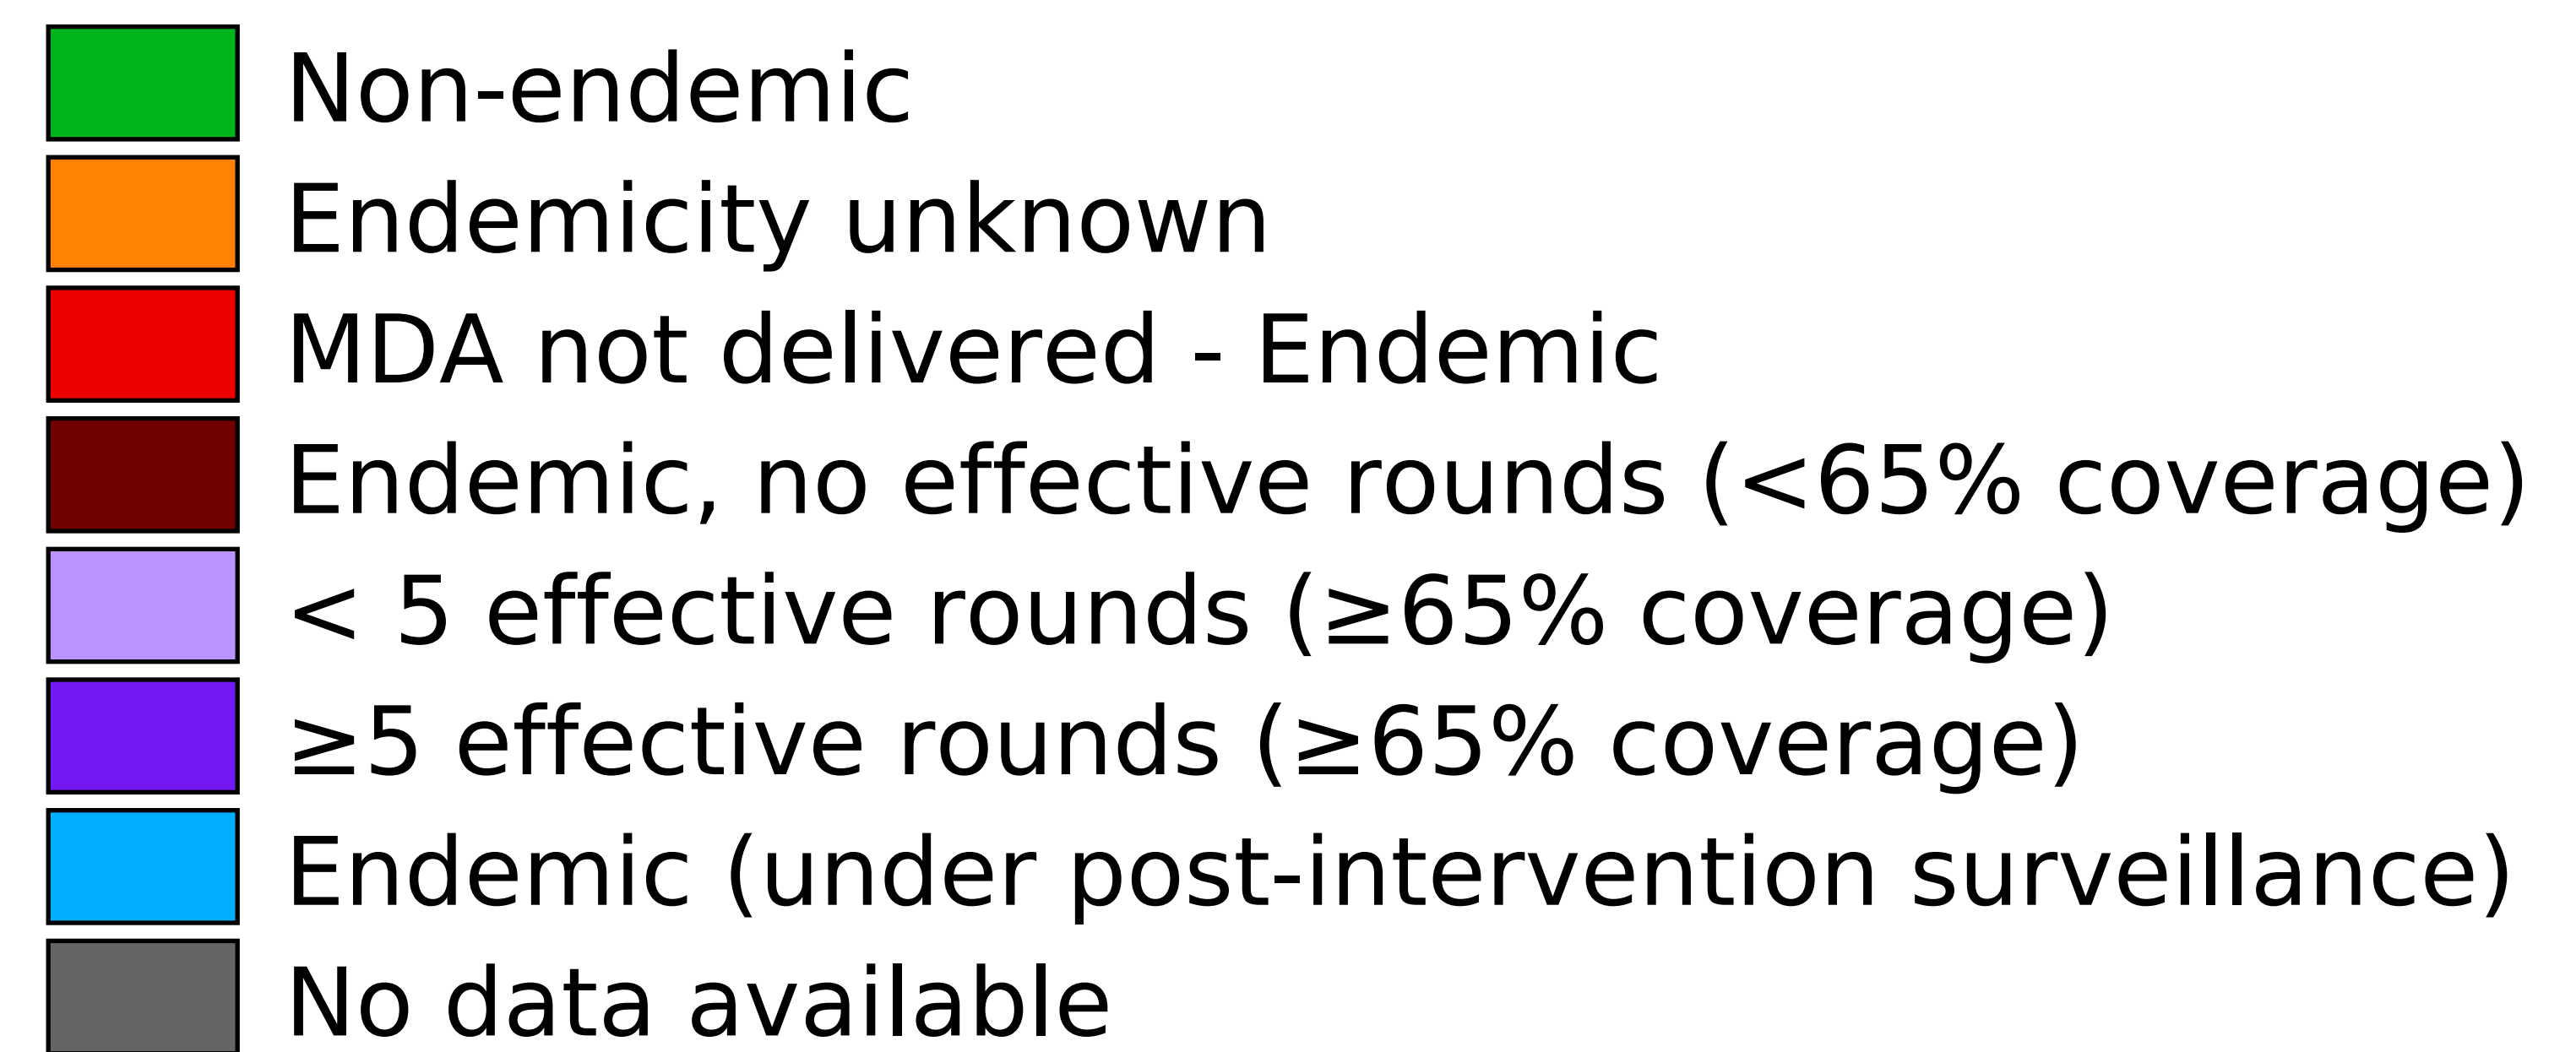 Non-endemic
Endemicity unknown
MDA not delivered - Endemic
Endemic, no effective rounds (<65% coverage)
< 5 effective rounds (≥65% coverage)
≥5 effective rounds (≥65% coverage)
Endemic (under post-intervention surveillance)
No data available